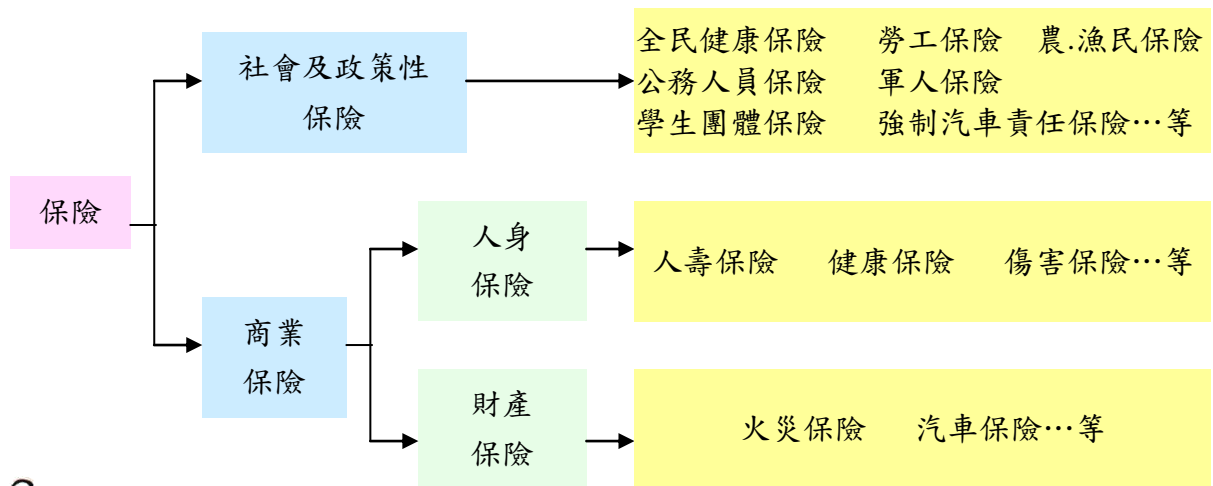 保險
社會及政策性
保險
全民健康保險 勞工保險 農.漁民保險
公務人員保險 軍人保險
學生團體保險 強制汽車責任保險…等
商業
保險
人身
保險
人壽保險 健康保險 傷害保險…等
財產
保險
火災保險 汽車保險…等